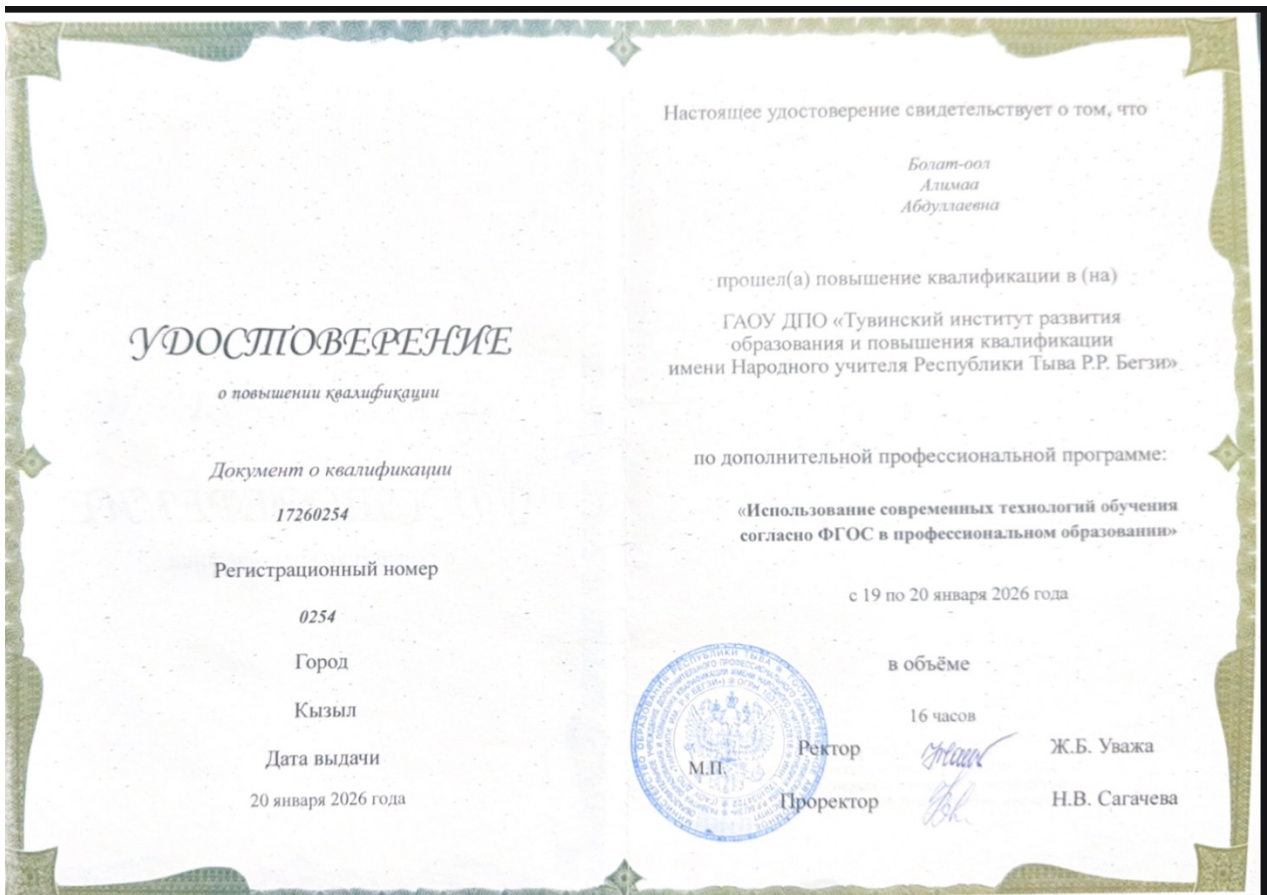 УДОСТОВЕРЕНИЕ
о повышении квалификации
Документ о квалификации
17260254
Регистрационный номер
0254
Город
Кызыл
Дата выдачи
20 января 2026 года
Настоящее удостоверение свидетельствует о том, что
Болат-оол
Алимаа
Абдуллаевна
прошел(а) повышение квалификации в (на)
ГАОУ ДПО «Тувинский институт развития
образования и повышения квалификации
имени Народного учителя Республики Тыва Р.Р. Бегзи»
по дополнительной профессиональной программе:
«Использование современных технологий обучения
согласно ФГОС в профессиональном образовании»
с 19 по 20 января 2026 года
в объёме
16 часов
Ректор Ж.Б. Уважа
М.П.
Проректор Н.В. Сагачева